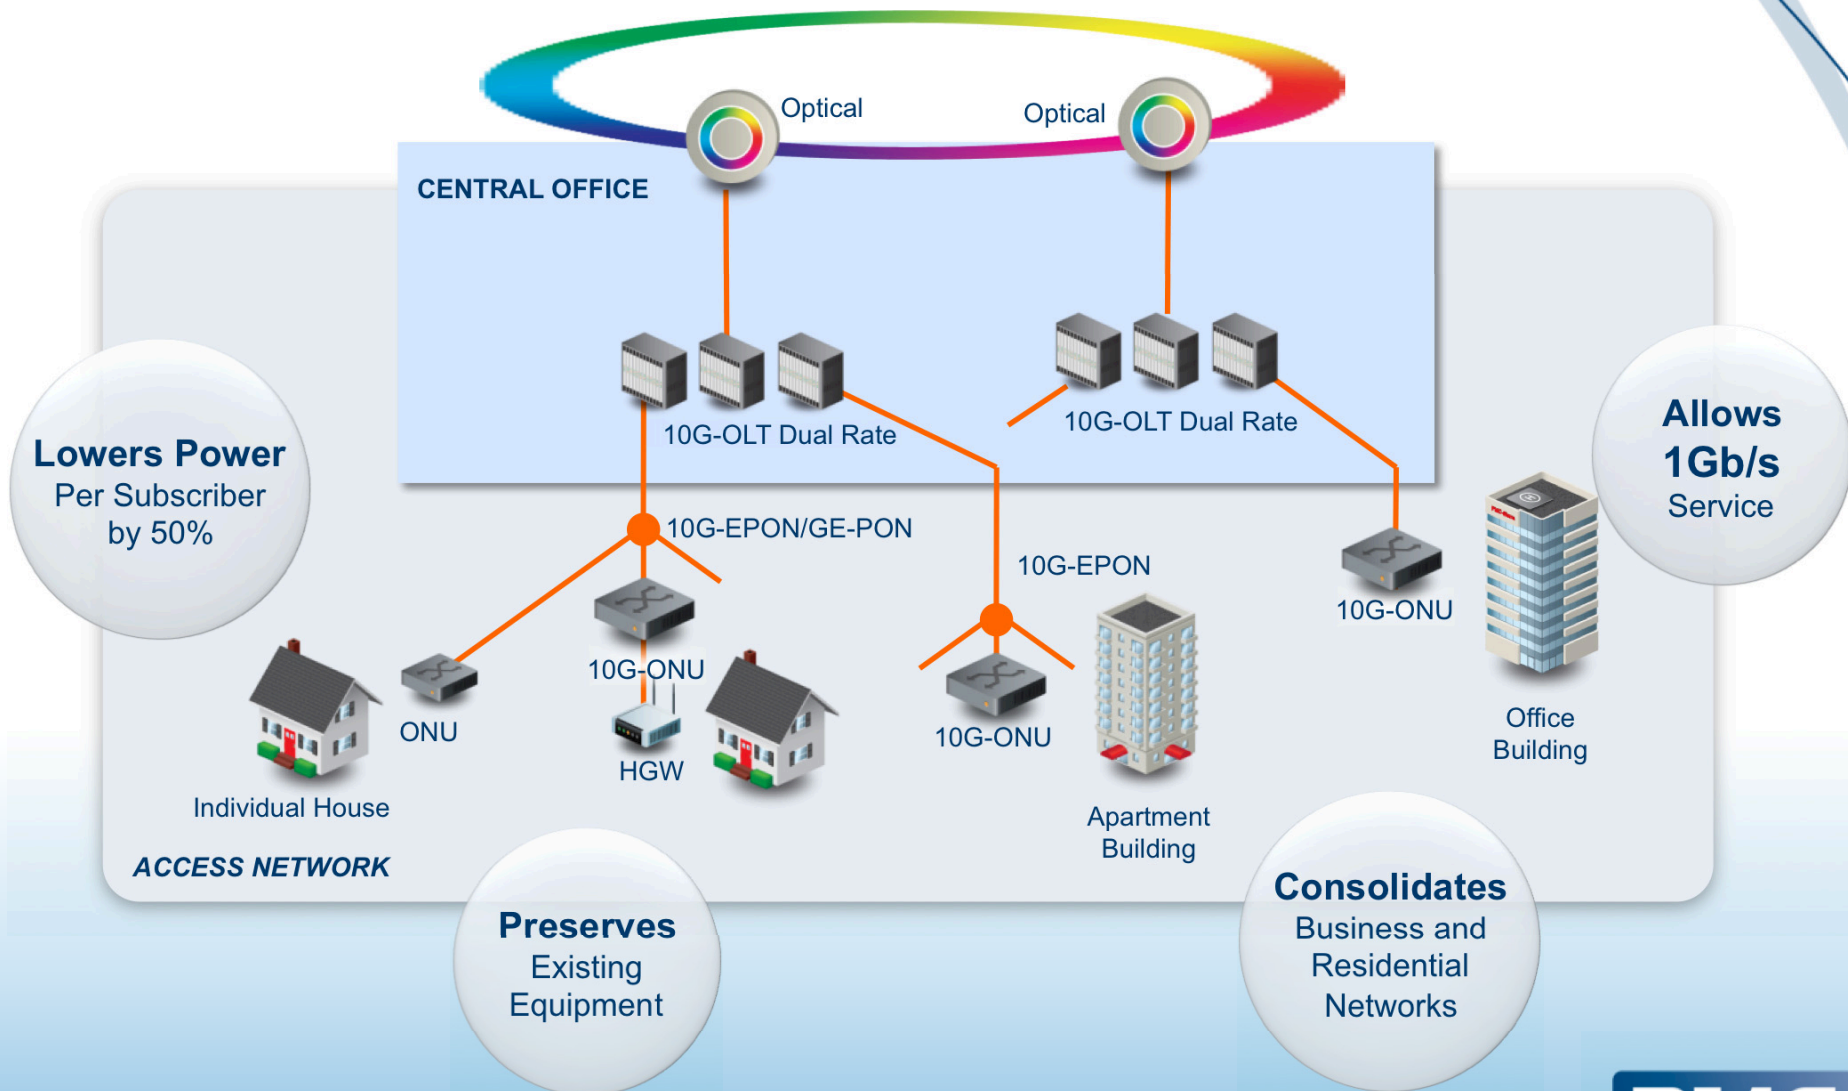 Optical
Optical
CENTRAL OFFICE
10G-OLT Dual Rate
10G-OLT Dual Rate
Lowers Power
Per Subscriber
by 50%
Allows
1Gb/s
Service
10G-EPON/GE-PON
10G-EPON
10G-ONU
10G-ONU
ONU
HGW
10G-ONU
Office
Building
Individual House
Apartment
Building
ACCESS NETWORK
Preserves
Existing
Equipment
Consolidates
Business and
Residential
Networks